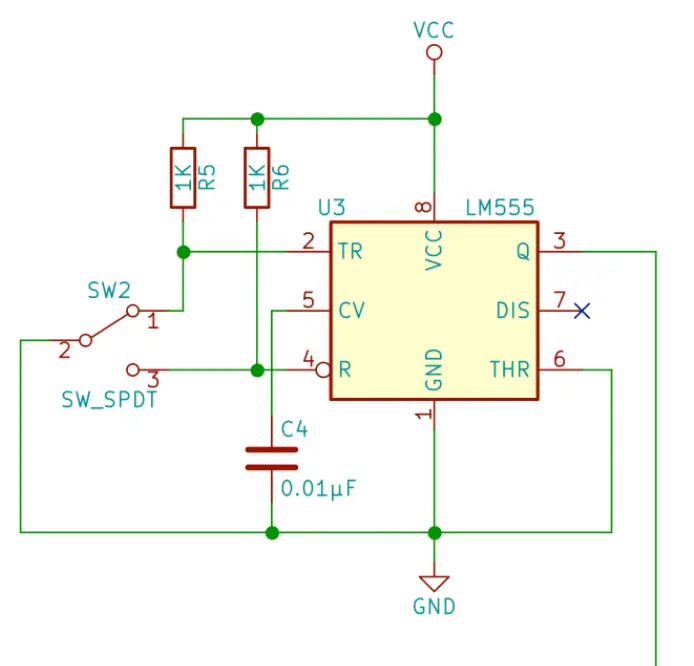 VCC
1K
R5
1K
R6
U3
8
LM555
2
TR
VCC
Q
3
SW2
1
5
CV
DIS
7
2
4
R
GND
THR
6
3
SW_SPDT
1
C4
0.01µF
GND